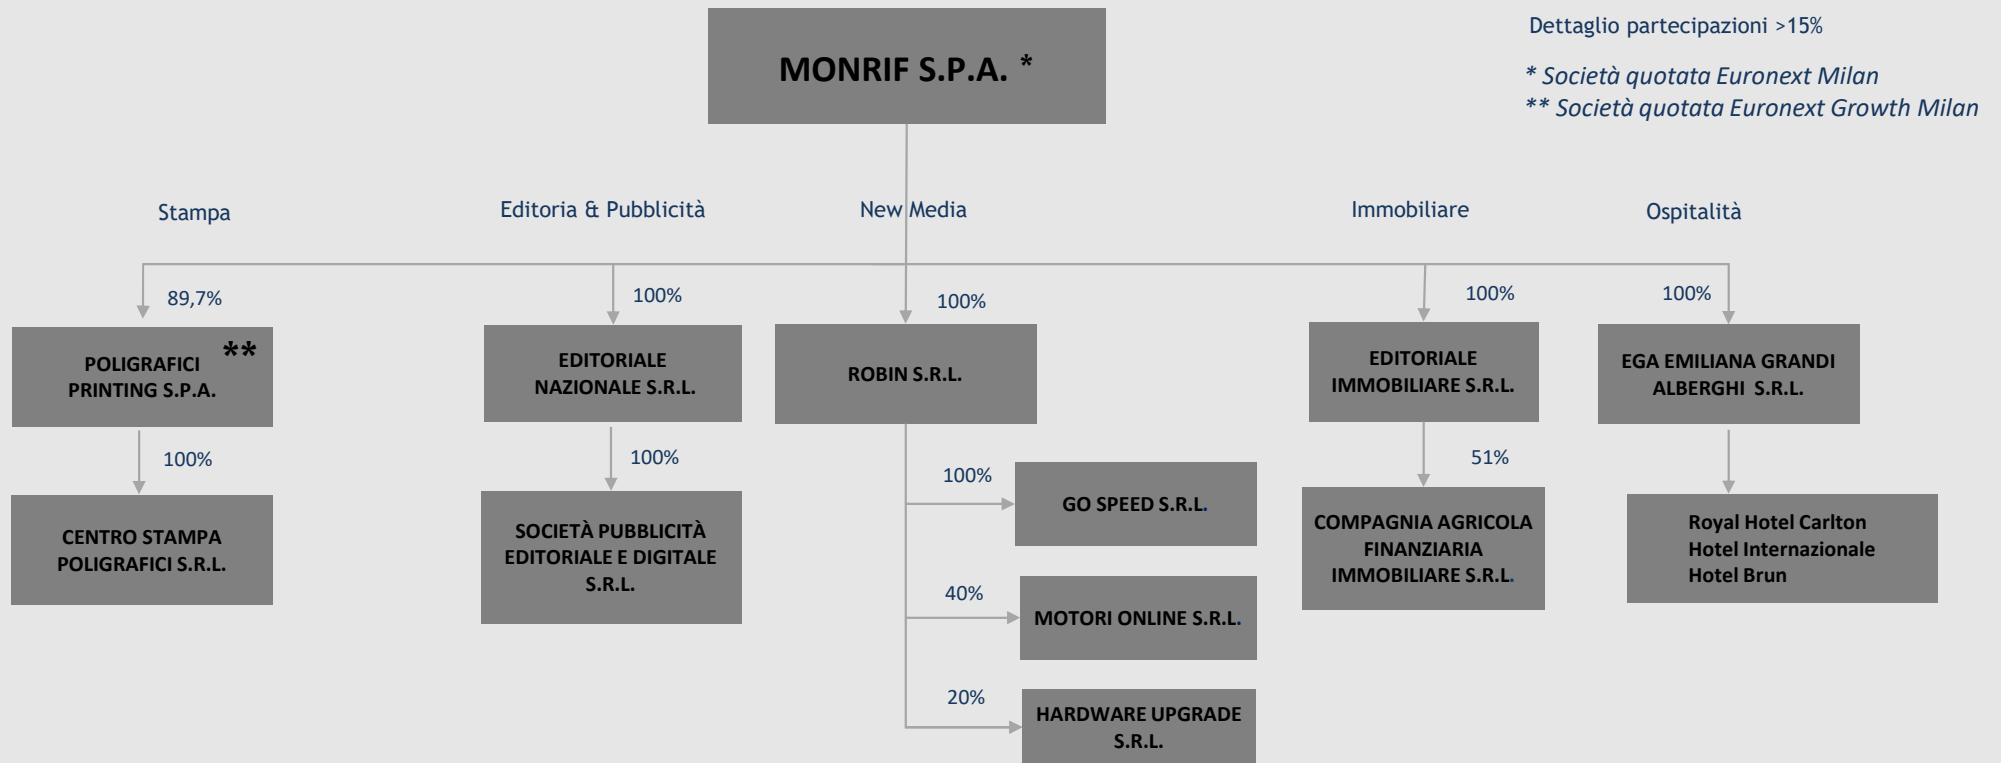 MONRIF S.P.A. *
Dettaglio partecipazioni >15%
* Società quotata Euronext Milan
** Società quotata Euronext Growth Milan
Stampa
Editoria & Pubblicità
New Media
Immobiliare
Ospitalità
89,7%
100%
100%
100%
100%
POLIGRAFICI **
PRINTING S.P.A.
EDITORIALE
NAZIONALE S.R.L.
ROBIN S.R.L.
EDITORIALE
IMMOBILIARE S.R.L.
EGA EMILIANA GRANDI
ALBERGHI S.R.L.
100%
100%
100%
51%
CENTRO STAMPA
POLIGRAFICI S.R.L.
SOCIETÀ PUBBLICITÀ
EDITORIALE E DIGITALE
S.R.L.
GO SPEED S.R.L.
COMPAGNIA AGRICOLA
FINANZIARIA
IMMOBILIARE S.R.L.
Royal Hotel Carlton
Hotel Internazionale
Hotel Brun
40%
MOTORI ONLINE S.R.L.
20%
HARDWARE UPGRADE
S.R.L.